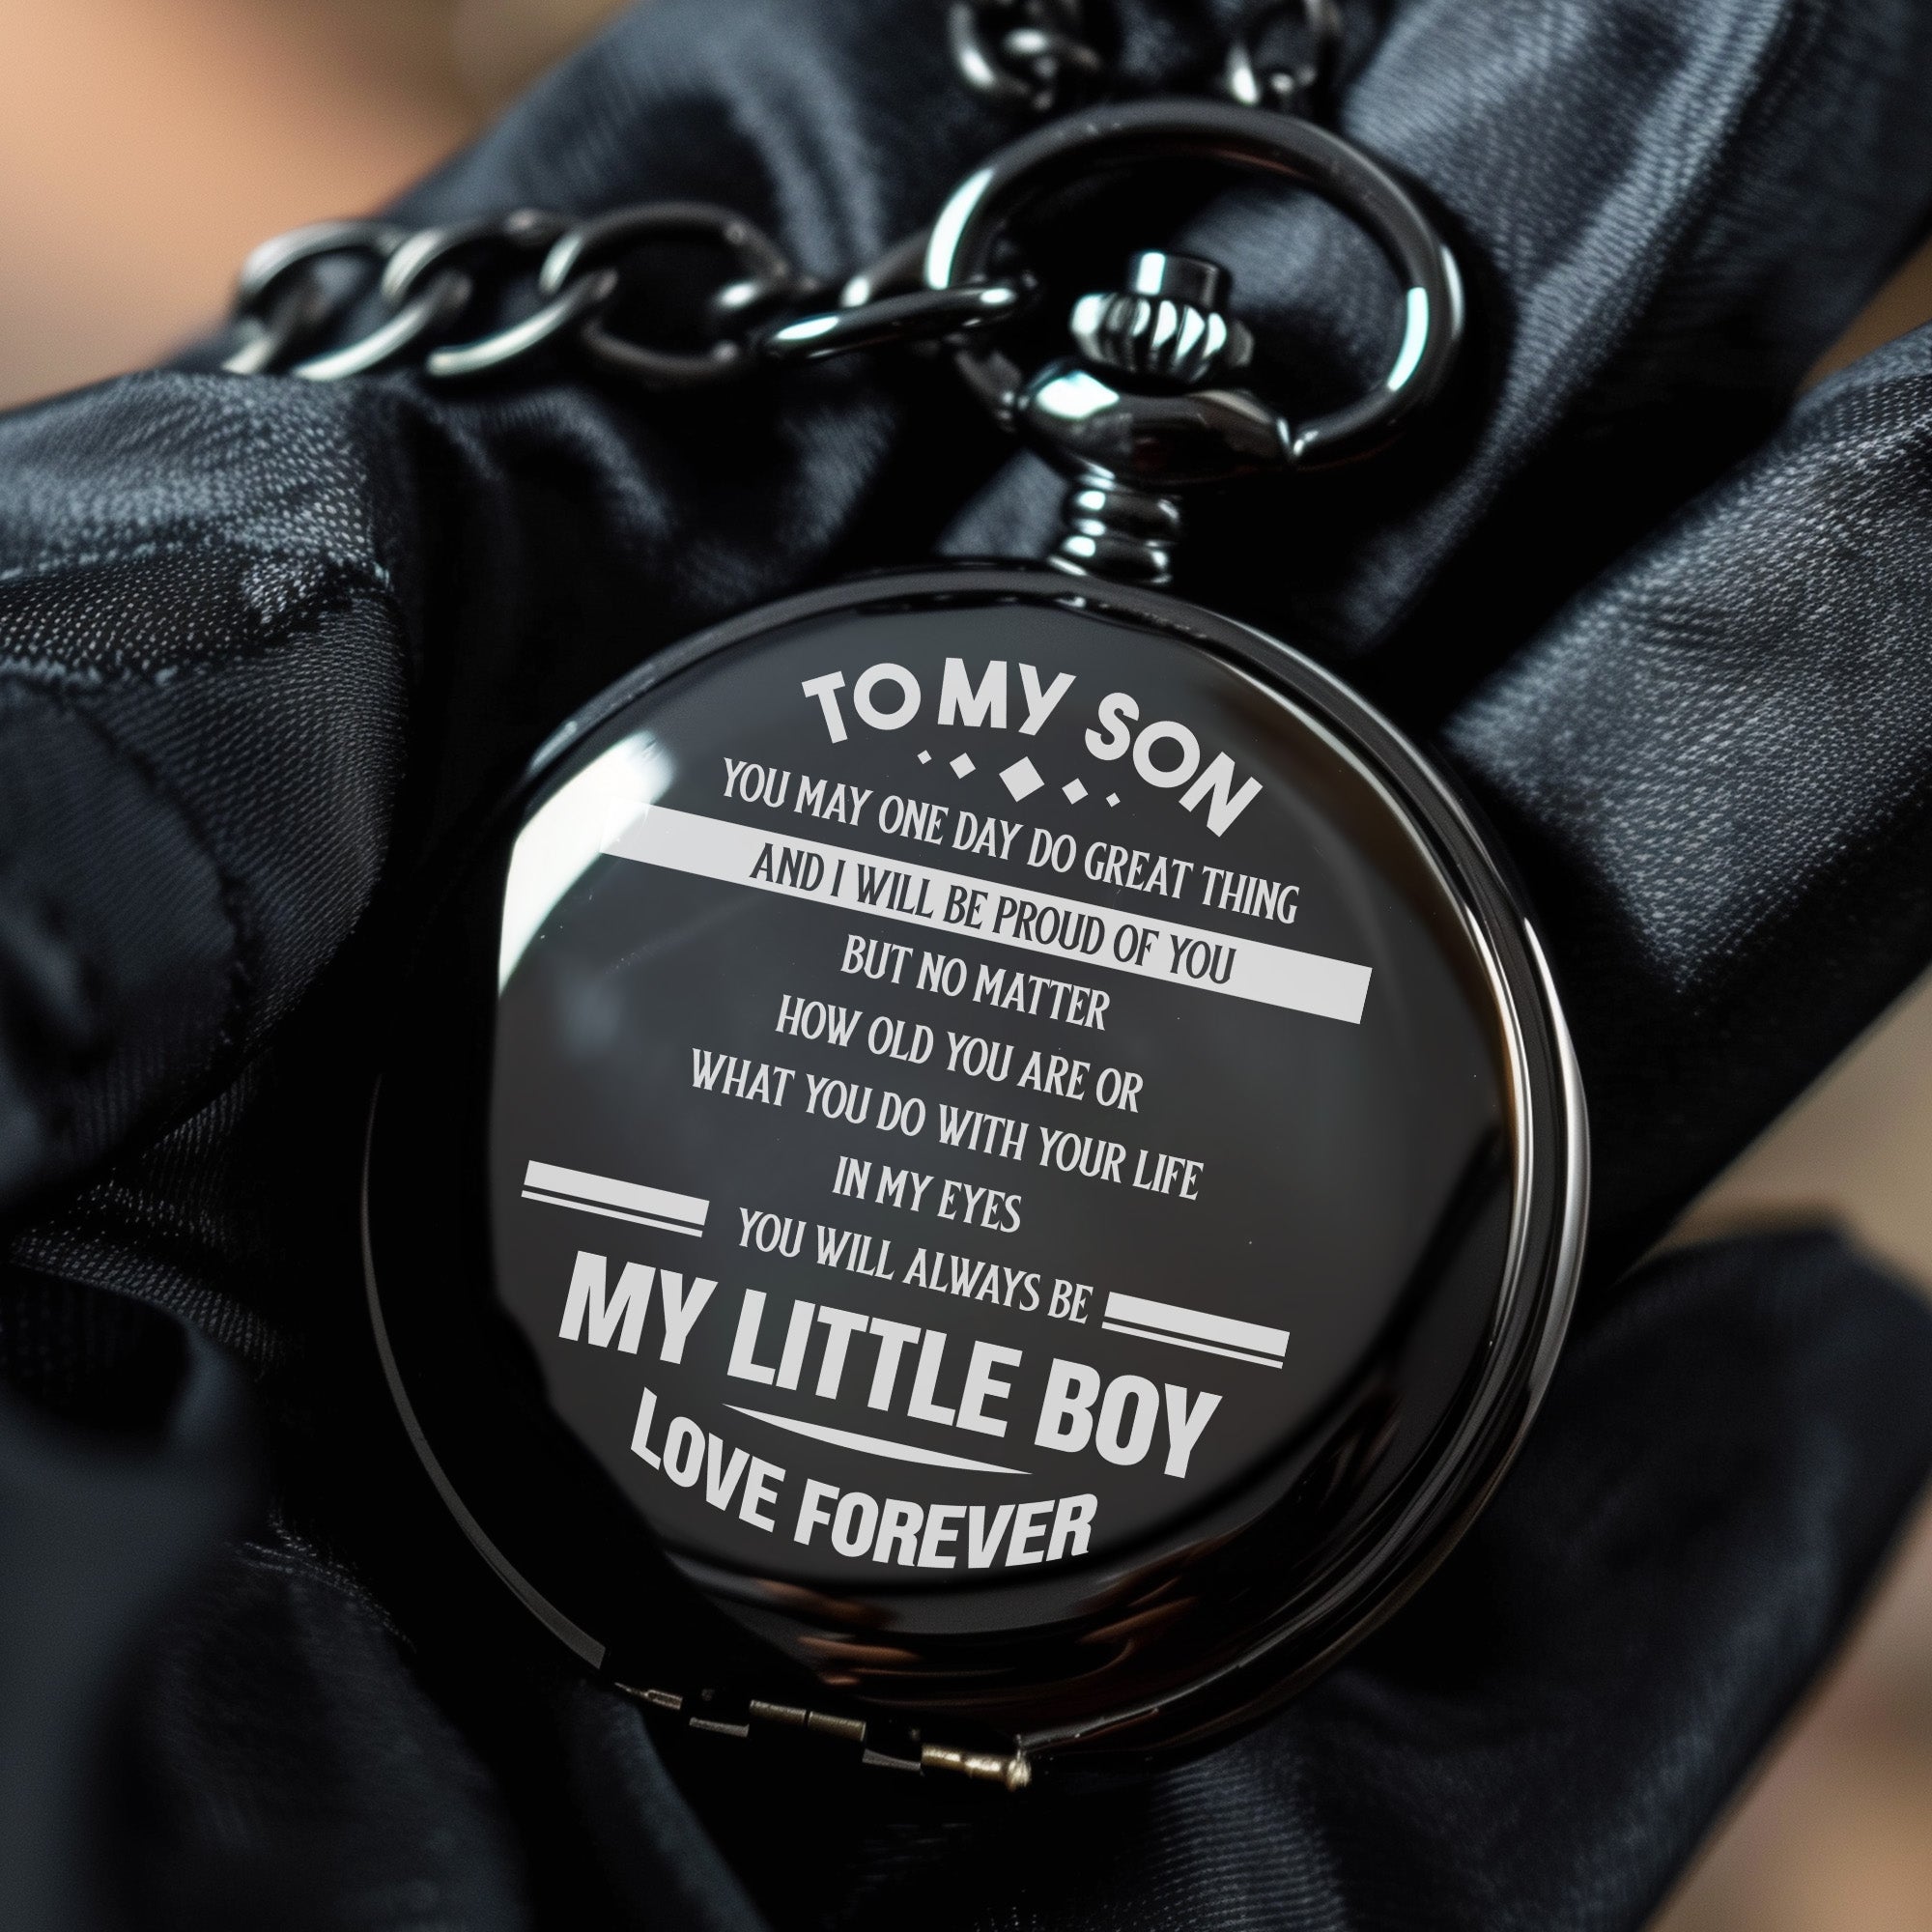 TO MY SON
YOU MAY ONE DAY DO GREAT THING
AND I WILL BE PROUD OF YOU
BUT NO MATTER
HOW OLD YOU ARE OR
WHAT YOU DO WITH YOUR LIFE
IN MY EYES
YOU WILL ALWAYS BE
MY LITTLE BOY
LOVE FOREVER